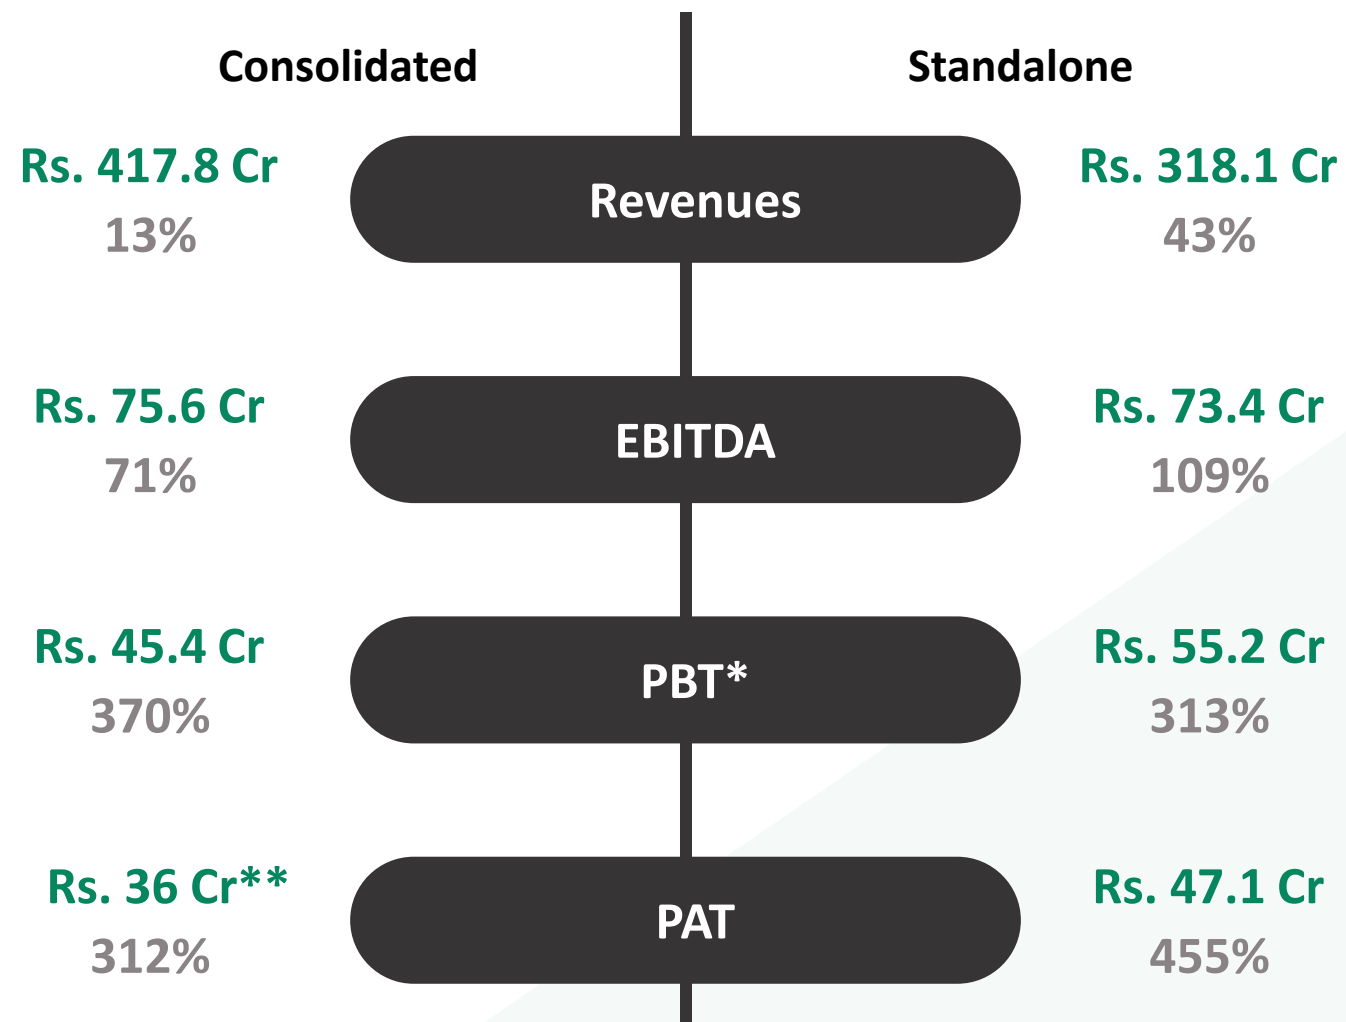 Consolidated
Standalone
Rs. 417.8 Cr
13%
Revenues
Rs. 318.1 Cr
43%
Rs. 75.6 Cr
71%
EBITDA
Rs. 73.4 Cr
109%
Rs. 45.4 Cr
370%
PBT*
Rs. 55.2 Cr
313%
Rs. 36 Cr**
312%
PAT
Rs. 47.1 Cr
455%